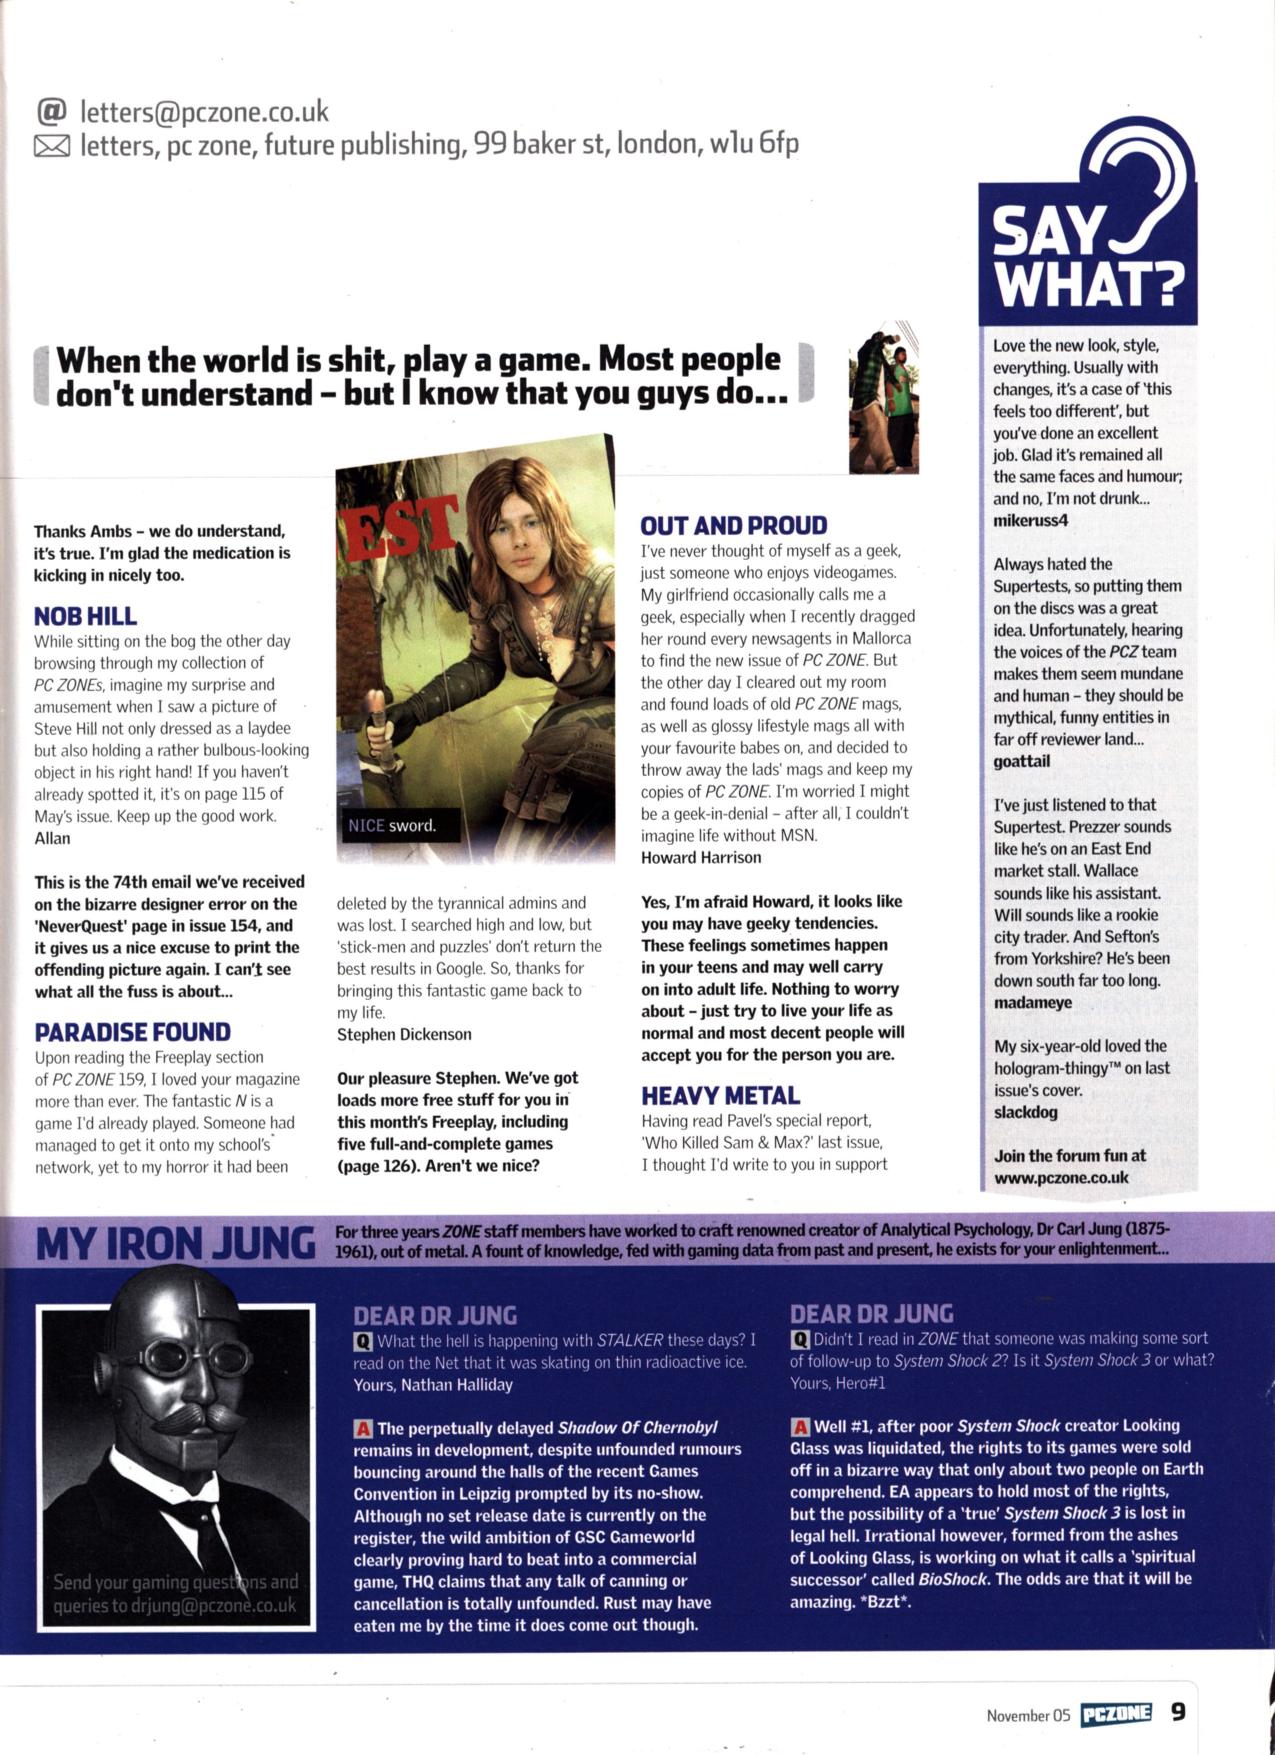 @ letters@pczone.co.uk
letters, pc zone, future publishing, 99 baker st, london, w1u 6fp
When the world is shit, play a game. Most people
don't understand – but I know that you guys do...
Thanks Ambs – we do understand,
it's true. I'm glad the medication is
kicking in nicely too.
NOB HILL
While sitting on the bog the other day
browsing through my collection of
PC ZONEs, imagine my surprise and
amusement when I saw a picture of
Steve Hill not only dressed as a laydee
but also holding a rather bulbous-looking
object in his right hand! If you haven't
already spotted it, it's on page 115 of
May's issue. Keep up the good work.
Allan
This is the 74th email we've received
on the bizarre designer error on the
'NeverQuest' page in issue 154, and
it gives us a nice excuse to print the
offending picture again. I can't see
what all the fuss is about...
PARADISE FOUND
Upon reading the Freeplay section
of PC ZONE 159, I loved your magazine
more than ever. The fantastic N is a
game I'd already played. Someone had
managed to get it onto my school's
network, yet to my horror it had been
EST
NICE sword.
deleted by the tyrannical admins and
was lost. I searched high and low, but
'stick-men and puzzles' don't return the
best results in Google. So, thanks for
bringing this fantastic game back to
my life.
Stephen Dickenson
Our pleasure Stephen. We've got
loads more free stuff for you in
this month's Freeplay, including
five full-and-complete games
(page 126). Aren't we nice?
OUT AND PROUD
I've never thought of myself as a geek,
just someone who enjoys videogames.
My girlfriend occasionally calls me a
geek, especially when I recently dragged
her round every newsagents in Mallorca
to find the new issue of PC ZONE. But
the other day I cleared out my room
and found loads of old PC ZONE mags,
as well as glossy lifestyle mags all with
your favourite babes on, and decided to
throw away the lads' mags and keep my
copies of PC ZONE. I'm worried I might
be a geek-in-denial – after all, I couldn't
imagine life without MSN.
Howard Harrison
Yes, I'm afraid Howard, it looks like
you may have geeky tendencies.
These feelings sometimes happen
in your teens and may well carry
on into adult life. Nothing to worry
about – just try to live your life as
normal and most decent people will
accept you for the person you are.
HEAVY METAL
Having read Pavel's special report,
'Who Killed Sam & Max?' last issue,
I thought I'd write to you in support
SAY
WHAT?
Love the new look, style,
everything. Usually with
changes, it's a case of 'this
feels too different', but
you've done an excellent
job. Glad it's remained all
the same faces and humour;
and no, I'm not drunk...
mikeruss4
Always hated the
Supertests, so putting them
on the discs was a great
idea. Unfortunately, hearing
the voices of the PCZ team
makes them seem mundane
and human – they should be
mythical, funny entities in
far off reviewer land...
goattail
I've just listened to that
Supertest. Prezzer sounds
like he's on an East End
market stall. Wallace
sounds like his assistant.
Will sounds like a rookie
city trader. And Sefton's
from Yorkshire? He's been
down south far too long.
madameye
My six-year-old loved the
hologram-thingy™ on last
issue's cover.
slackdog
Join the forum fun at
www.pczone.co.uk
MY IRON JUNG
For three years ZONE staff members have worked to craft renowned creator of Analytical Psychology, Dr Carl Jung (1875-
1961), out of metal. A fount of knowledge, fed with gaming data from past and present, he exists for your enlightenment...
Send your gaming questions and
queries to drjung@pczone.co.uk
DEAR DR JUNG
Q What the hell is happening with STALKER these days? I
read on the Net that it was skating on thin radioactive ice.
Yours, Nathan Halliday
A The perpetually delayed Shadow Of Chernobyl
remains in development, despite unfounded rumours
bouncing around the halls of the recent Games
Convention in Leipzig prompted by its no-show.
Although no set release date is currently on the
register, the wild ambition of GSC Gameworld
clearly proving hard to beat into a commercial
game, THQ claims that any talk of canning or
cancellation is totally unfounded. Rust may have
eaten me by the time it does come out though.
DEAR DR JUNG
Q Didn't I read in ZONE that someone was making some sort
of follow-up to System Shock 2? Is it System Shock 3 or what?
Yours, Hero#1
A Well #1, after poor System Shock creator Looking
Glass was liquidated, the rights to its games were sold
off in a bizarre way that only about two people on Earth
comprehend. EA appears to hold most of the rights,
but the possibility of a 'true' System Shock 3 is lost in
legal hell. Irrational however, formed from the ashes
of Looking Glass, is working on what it calls a 'spiritual
successor' called BioShock. The odds are that it will be
amazing. *Bzzt*.
November 05 PCZONE 9